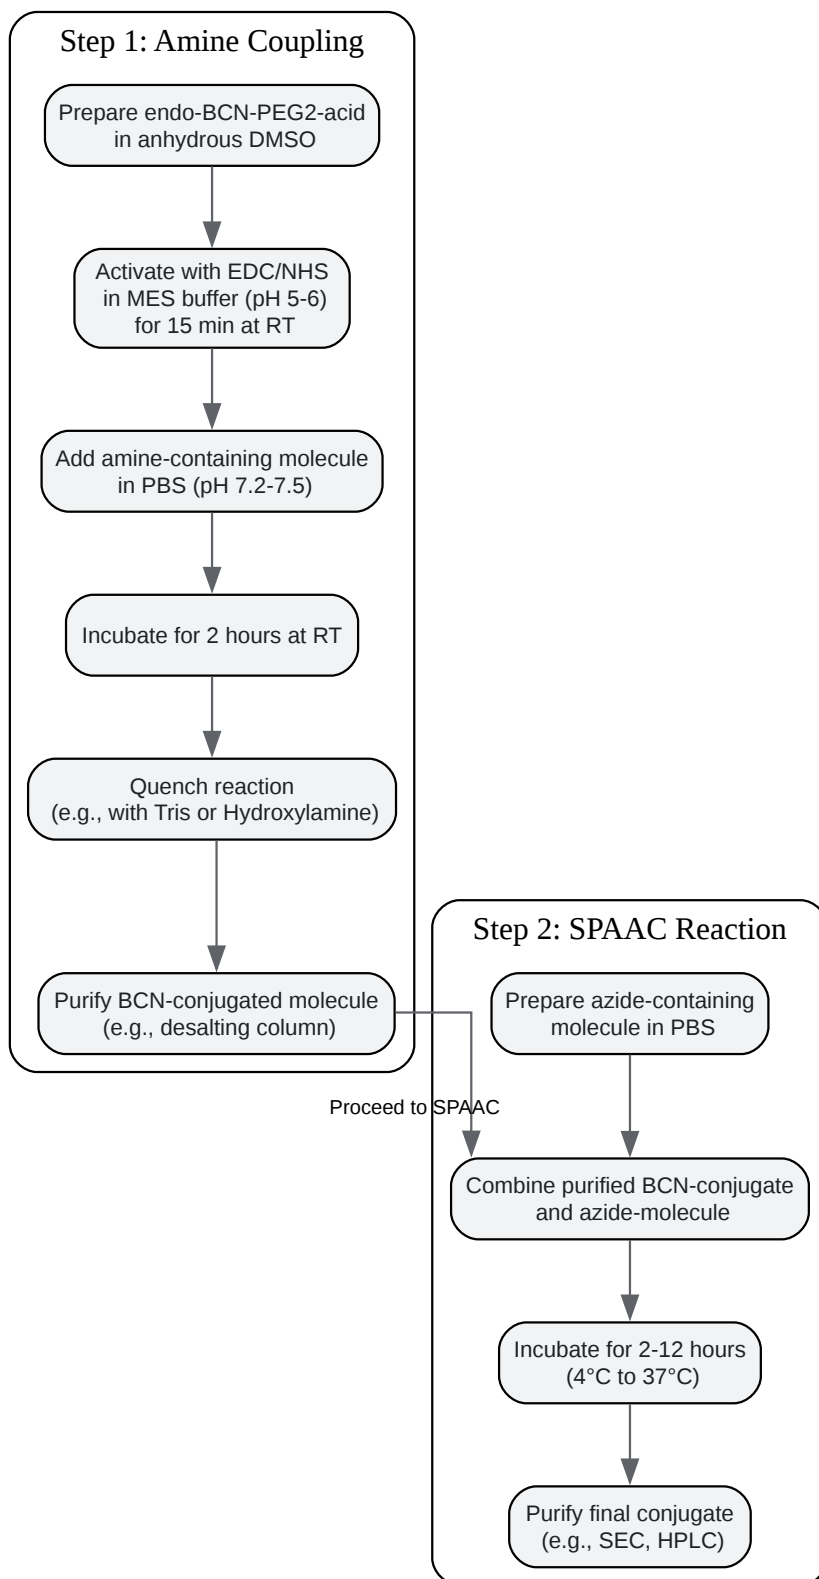 Step 1: Amine Coupling
Prepare endo-BCN-PEG2-acid
in anhydrous DMSO
Activate with EDC/NHS
in MES buffer (pH 5-6)
for 15 min at RT
Add amine-containing molecule
in PBS (pH 7.2-7.5)
Incubate for 2 hours at RT
Quench reaction
(e.g., with Tris or Hydroxylamine)
Purify BCN-conjugated molecule
(e.g., desalting column)
Proceed to SPAAC
Step 2: SPAAC Reaction
Prepare azide-containing
molecule in PBS
Combine purified BCN-conjugate
and azide-molecule
Incubate for 2-12 hours
(4°C to 37°C)
Purify final conjugate
(e.g., SEC, HPLC)